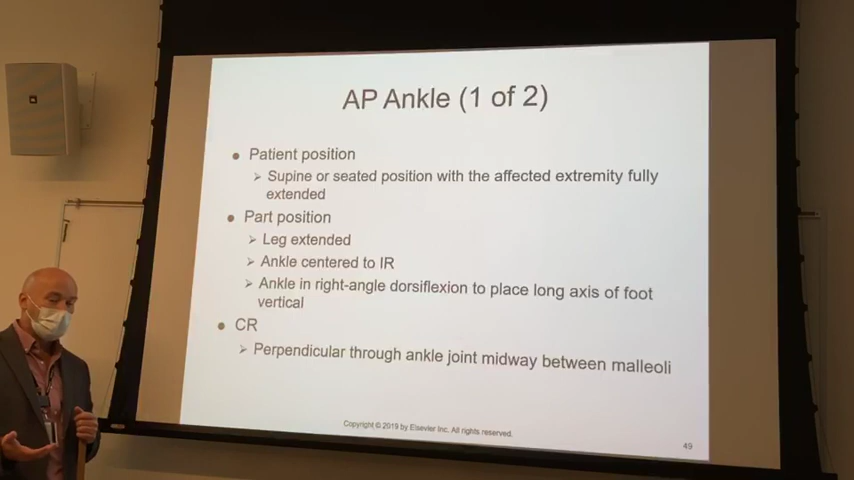 AP Ankle (1 of 2)
● Patient position
➢ Supine or seated position with the affected extremity fully
extended
● Part position
➢ Leg extended
➢ Ankle centered to IR
➢ Ankle in right-angle dorsiflexion to place long axis of foot
vertical
● CR
➢ Perpendicular through ankle joint midway between malleoli
Copyright © 2019 by Elsevier Inc. All rights reserved.
49